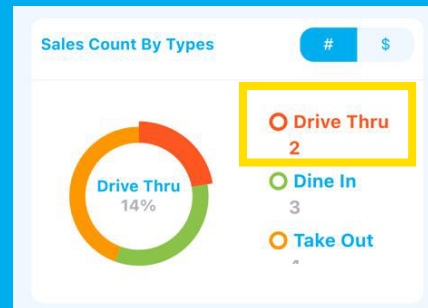 Sales Count By Types
#
$
Drive Thru
14%
Drive Thru
2
Dine In
3
Take Out